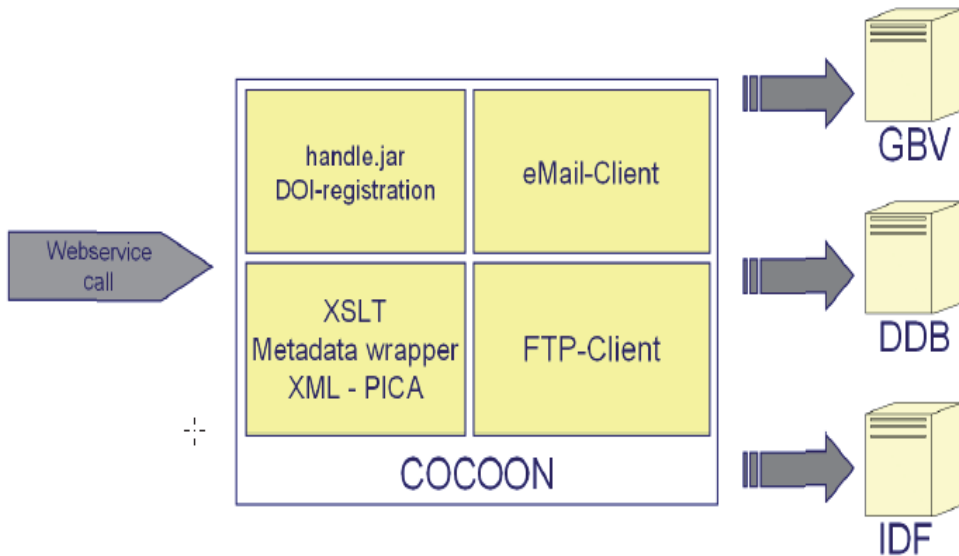 Webservice
call
handle.jar
DOI-registration
eMail-Client
XSLT
Metadata wrapper
XML - PICA
FTP-Client
COCOON
GBV
DDB
IDF